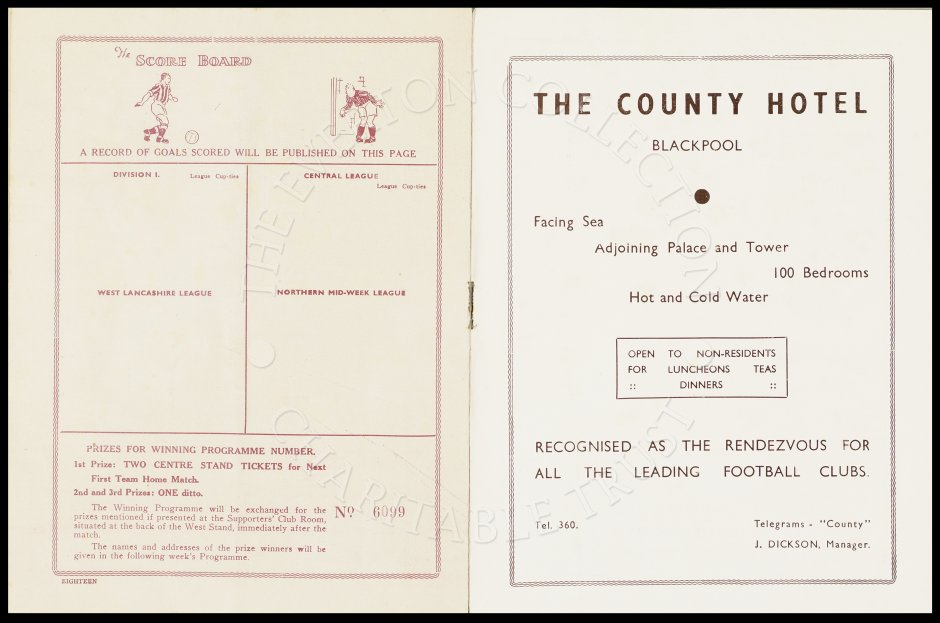 The SCORE BOARD
A RECORD OF GOALS SCORED WILL BE PUBLISHED ON THIS PAGE
DIVISION I. League Cup-ties
CENTRAL LEAGUE
League Cup-ties
WEST LANCASHIRE LEAGUE
NORTHERN MID-WEEK LEAGUE
PRIZES FOR WINNING PROGRAMME NUMBER.
1st Prize: TWO CENTRE STAND TICKETS for Next
First Team Home Match.
2nd and 3rd Prizes: ONE ditto.
The Winning Programme will be exchanged for the
prizes mentioned if presented at the Supporters' Club Room,
situated at the back of the West Stand, immediately after the
match.
The names and addresses of the prize winners will be
given in the following week's Programme.
No 6099
EIGHTEEN
THE COUNTY HOTEL
BLACKPOOL
Facing Sea
Adjoining Palace and Tower
100 Bedrooms
Hot and Cold Water
OPEN TO NON-RESIDENTS
FOR LUNCHEONS TEAS
:: DINNERS ::
RECOGNISED AS THE RENDEZVOUS FOR
ALL THE LEADING FOOTBALL CLUBS.
Tel. 360.
Telegrams - "County"
J. DICKSON, Manager.
THE EVERTON COLLECTION
CHARITABLE TRUST